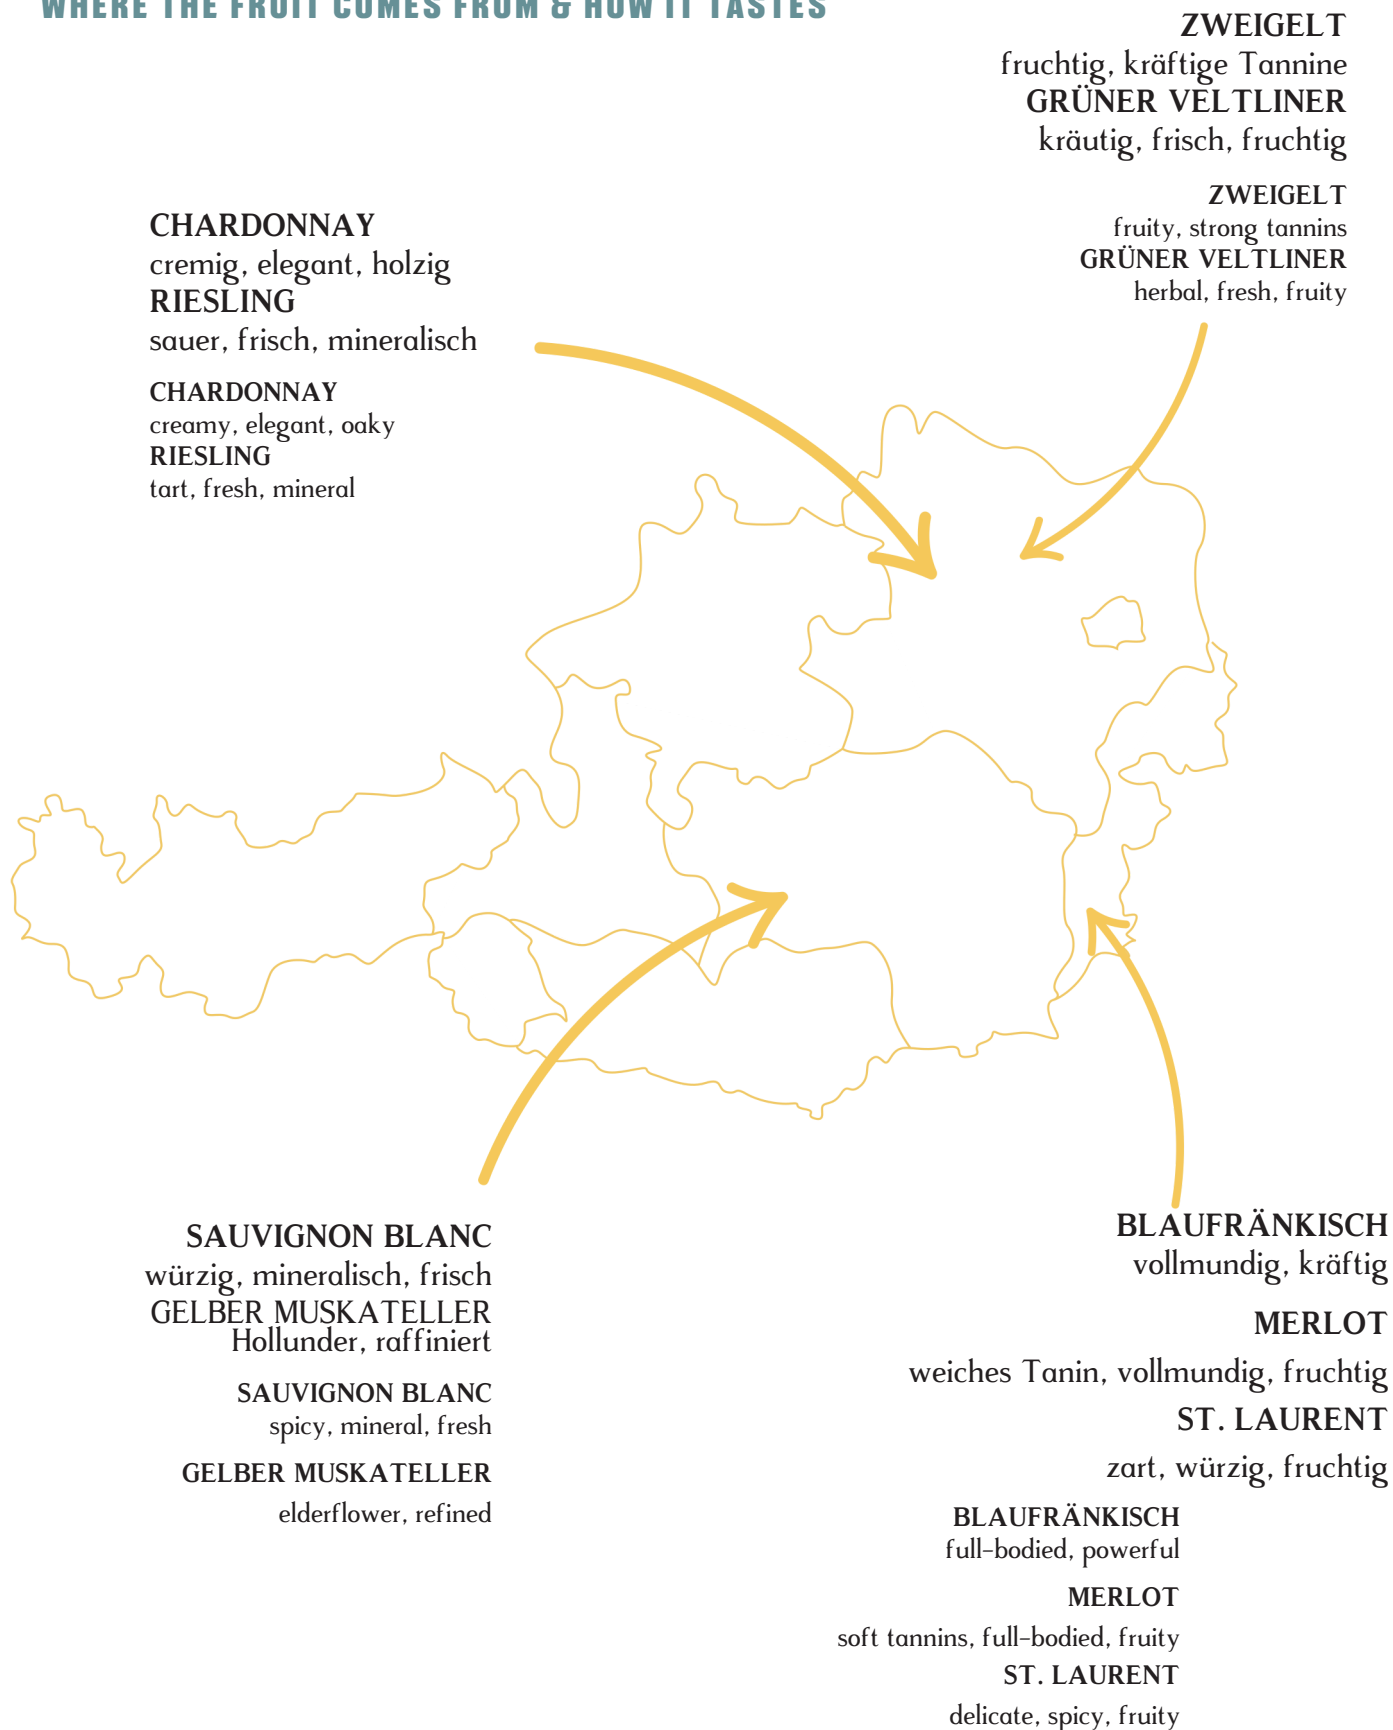 WHERE THE FRUIT COMES FROM & HOW IT TASTES
ZWEIGELT
fruchtig, kräftige Tannine
GRÜNER VELTLINER
kräutig, frisch, fruchtig
ZWEIGELT
fruity, strong tannins
GRÜNER VELTLINER
herbal, fresh, fruity
CHARDONNAY
cremig, elegant, holzig
RIESLING
sauer, frisch, mineralisch
CHARDONNAY
creamy, elegant, oaky
RIESLING
tart, fresh, mineral
SAUVIGNON BLANC
würzig, mineralisch, frisch
GELBER MUSKATELLER
Hollunder, raffiniert
SAUVIGNON BLANC
spicy, mineral, fresh
GELBER MUSKATELLER
elderflower, refined
BLAUFRÄNKISCH
vollmundig, kräftig
MERLOT
weiches Tanin, vollmundig, fruchtig
ST. LAURENT
zart, würzig, fruchtig
BLAUFRÄNKISCH
full-bodied, powerful
MERLOT
soft tannins, full-bodied, fruity
ST. LAURENT
delicate, spicy, fruity